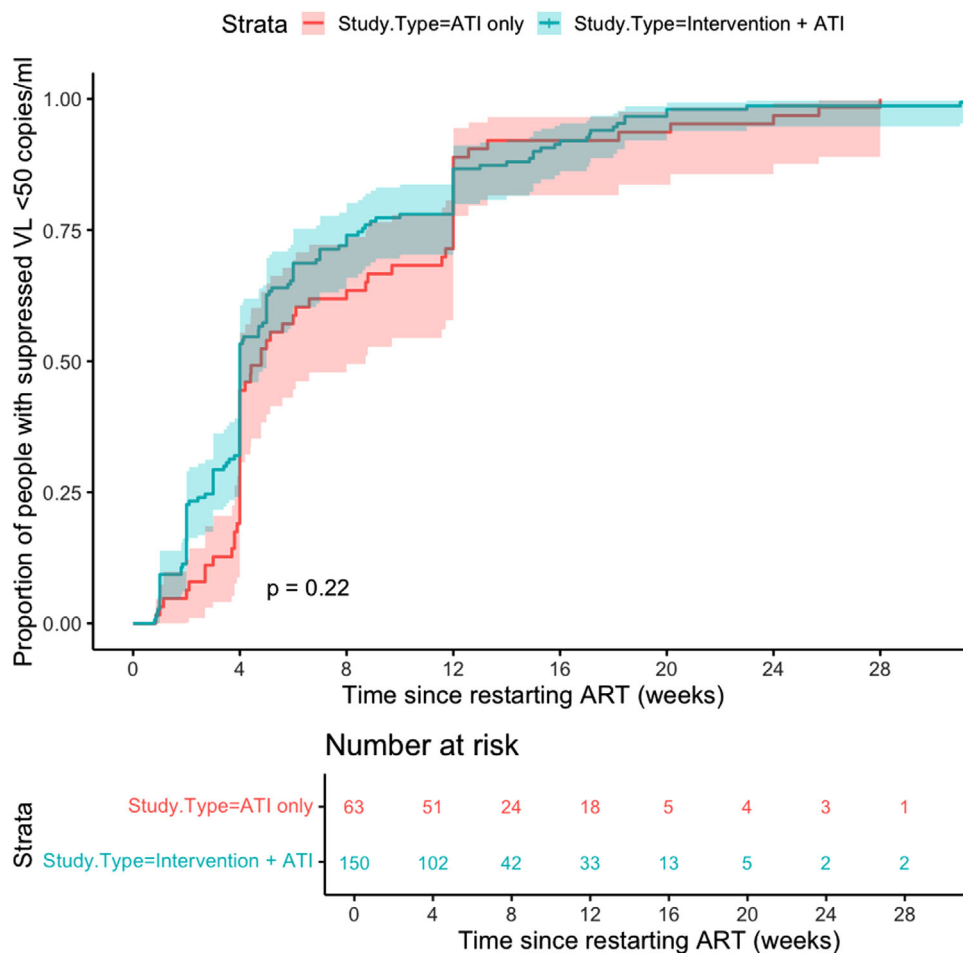 Strata Study.Type=ATI only Study.Type=Intervention + ATI
Proportion of people with suppressed VL <50 copies/ml
1.00
0.75
0.50
0.25
0.00
p = 0.22
0 4 8 12 16 20 24 28
Time since restarting ART (weeks)
Number at risk
Strata
Study.Type=ATI only 63 51 24 18 5 4 3 1
Study.Type=Intervention + ATI 150 102 42 33 13 5 2 2
0 4 8 12 16 20 24 28
Time since restarting ART (weeks)